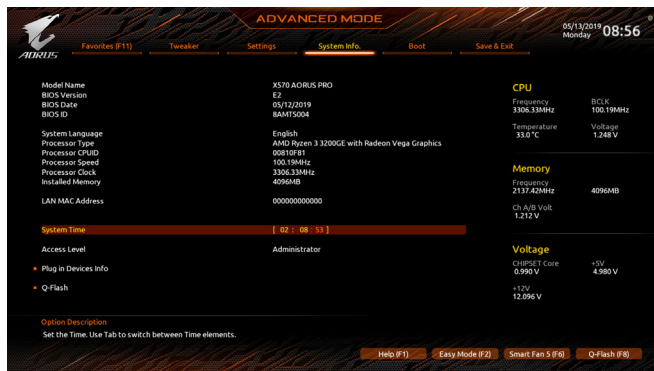 ADVANCED MODE
05/13/2019 Monday 08:56
AORUS
Favorites (F11) Tweaker Settings System Info. Boot Save & Exit
Model Name X570 AORUS PRO
BIOS Version E2
BIOS Date 05/12/2019
BIOS ID 8AMTS004
System Language English
Processor Type AMD Ryzen 3 3200GE with Radeon Vega Graphics
Processor CPUID 00810F81
Processor Speed 100.19MHz
Processor Clock 3306.33MHz
Installed Memory 4096MB
LAN MAC Address 000000000000
System Time [ 02 : 08 : 53 ]
Access Level Administrator
Plug in Devices Info
Q-Flash
CPU
Frequency BCLK
3306.33MHz 100.19MHz
Temperature Voltage
33.0 °C 1.248 V
Memory
Frequency
2137.42MHz 4096MB
Ch A/B Volt
1.212 V
Voltage
CHIPSET Core +5V
0.990 V 4.980 V
+12V
12.096 V
Option Description
Set the Time. Use Tab to switch between Time elements.
Help (F1) Easy Mode (F2) Smart Fan 5 (F6) Q-Flash (F8)